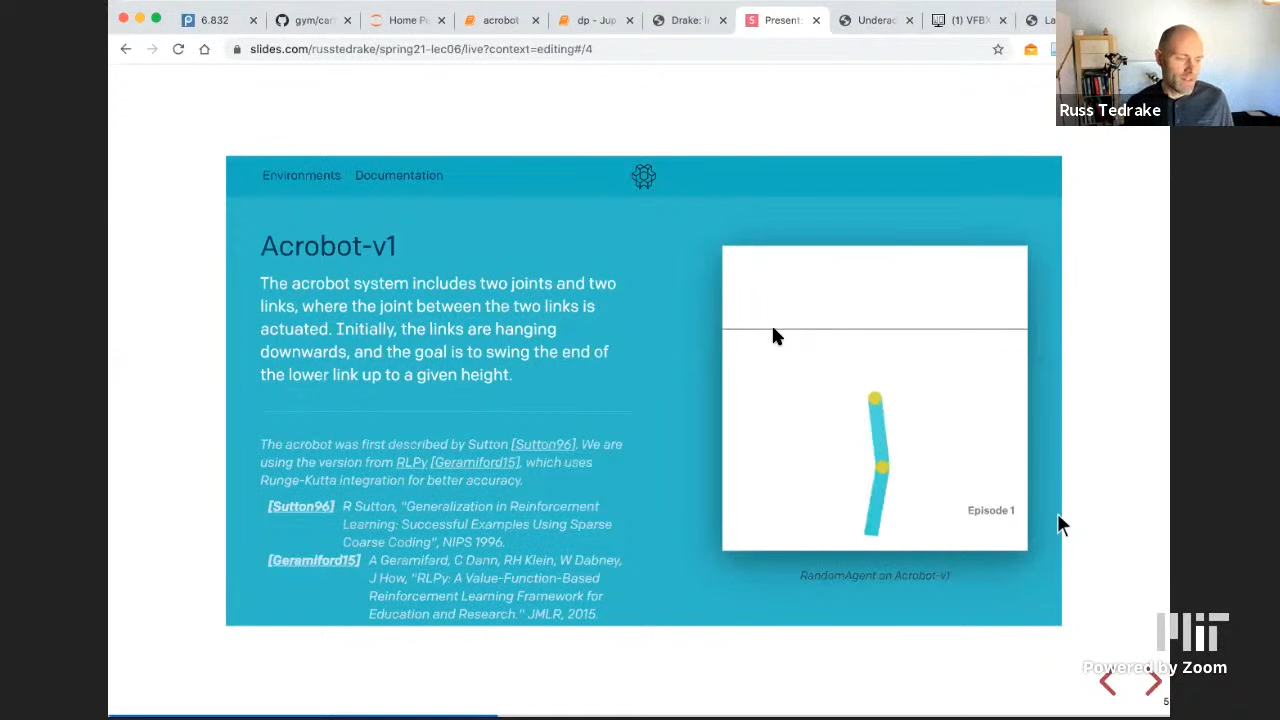 6.832
gym/car
Home P
acrobot
dp - Jup
Drake: I
Present:
Underac
(1) VFBX
La
spring21-lec06
slides.com/russtedrake/spring21-lec06/live?context=editing#/4
Russ Tedrake
Environments Documentation
Acrobot-v1
The acrobot system includes two joints and two
links, where the joint between the two links is
actuated. Initially, the links are hanging
downwards, and the goal is to swing the end of
the lower link up to a given height.
The acrobot was first described by Sutton [Sutton96]. We are
using the version from RLPy [Geramiford15], which uses
Runge-Kutta integration for better accuracy.
[Sutton96] R Sutton, "Generalization in Reinforcement
Learning: Successful Examples Using Sparse
Coarse Coding", NIPS 1996.
[Geramiford15] A Geramifard, C Dann, RH Klein, W Dabney,
J How, "RLPy: A Value-Function-Based
Reinforcement Learning Framework for
Education and Research." JMLR, 2015.
Episode 1
RandomAgent on Acrobot-v1
MIT
Powered by Zoom
5